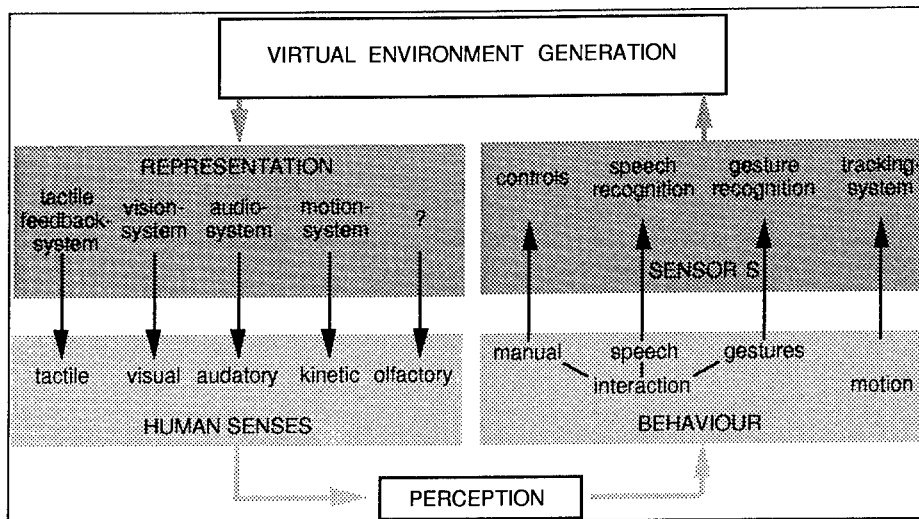 VIRTUAL ENVIRONMENT GENERATION
REPRESENTATION
tactile
feedback-
system
vision-
system
audio-
system
motion-
system
?
tactile
visual
audatory
kinetic
olfactory
HUMAN SENSES
controls
speech
recognition
gesture
recognition
tracking-
system
SENSOR S
manual
speech
gestures
interaction
motion
BEHAVIOUR
PERCEPTION